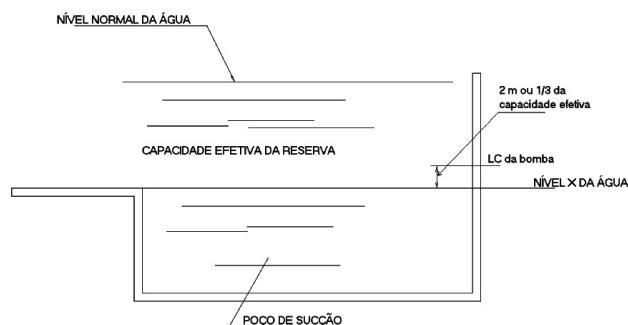 NÍVEL NORMAL DA ÁGUA
2 m ou 1/3 da
capacidade efetiva
CAPACIDADE EFETIVA DA RESERVA
LC da bomba
NÍVEL X DA ÁGUA
POÇO DE SUCÇÃO